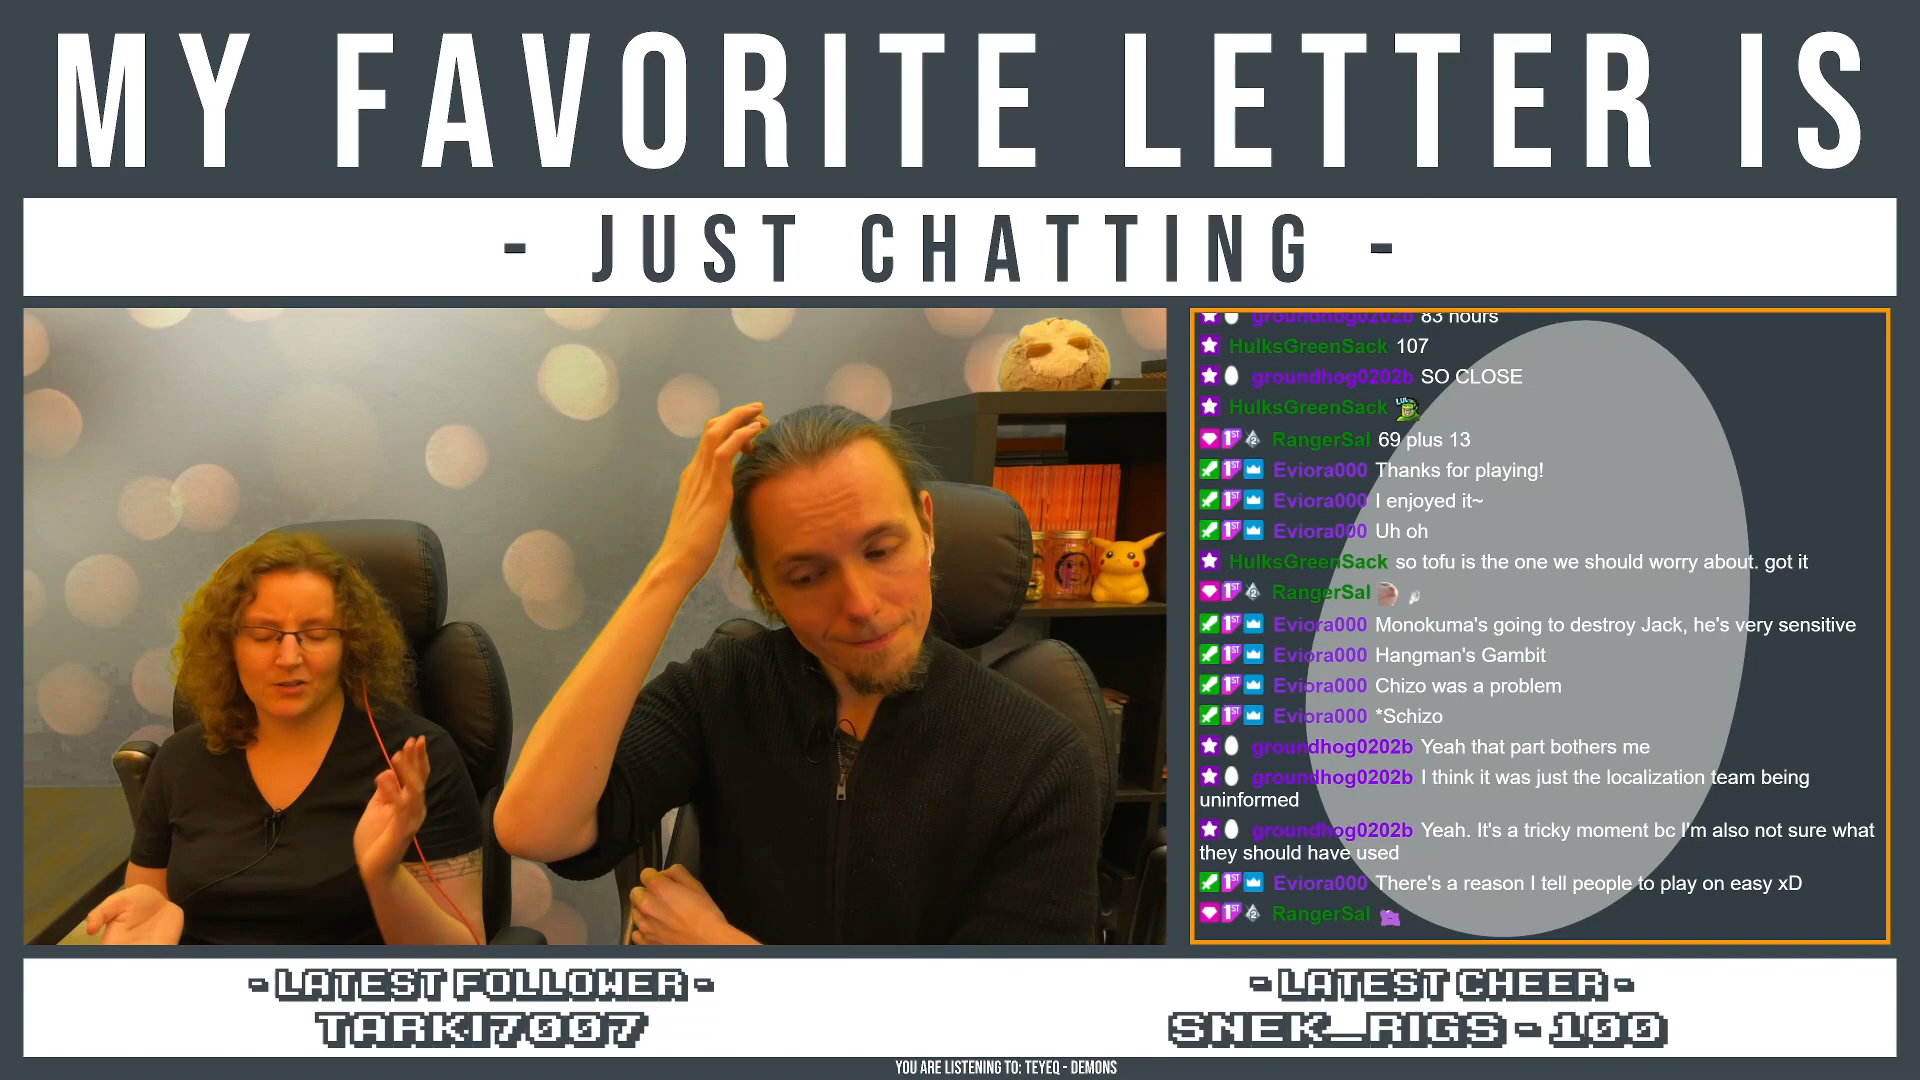 MY FAVORITE LETTER IS
- JUST CHATTING -
groundhog0202b 83 hours
HulksGreenSack 107
groundhog0202b SO CLOSE
HulksGreenSack
RangerSal 69 plus 13
Eviora000 Thanks for playing!
Eviora000 I enjoyed it~
Eviora000 Uh oh
HulksGreenSack so tofu is the one we should worry about. got it
RangerSal
Eviora000 Monokuma's going to destroy Jack, he's very sensitive
Eviora000 Hangman's Gambit
Eviora000 Chizo was a problem
Eviora000 *Schizo
groundhog0202b Yeah that part bothers me
groundhog0202b I think it was just the localization team being
uninformed
groundhog0202b Yeah. It's a tricky moment bc I'm also not sure what
they should have used
Eviora000 There's a reason I tell people to play on easy xD
RangerSal
- LATEST FOLLOWER -
TARKI7007
- LATEST CHEER -
SNEK_RIGS - 100
YOU ARE LISTENING TO: TEYEQ - DEMONS